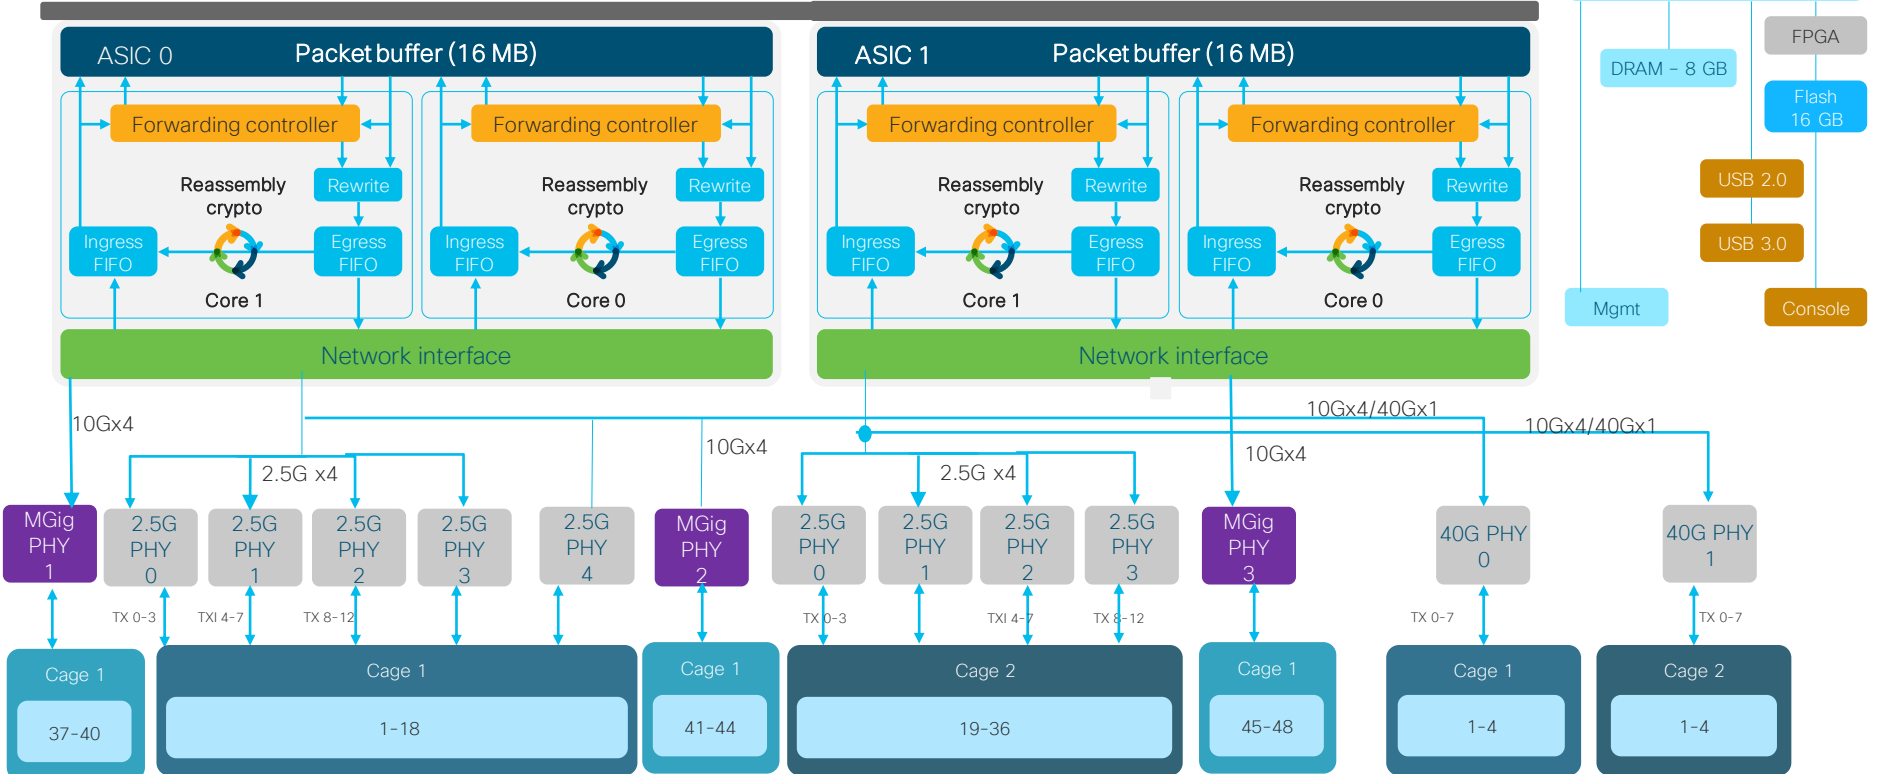 ASIC 0
Packet buffer (16 MB)
Forwarding controller
Forwarding controller
Reassembly
crypto
Rewrite
Reassembly
crypto
Rewrite
Ingress
FIFO
Egress
FIFO
Ingress
FIFO
Egress
FIFO
Core 1
Core 0
Network interface
ASIC 1
Packet buffer (16 MB)
Forwarding controller
Forwarding controller
Reassembly
crypto
Rewrite
Reassembly
crypto
Rewrite
Ingress
FIFO
Egress
FIFO
Ingress
FIFO
Egress
FIFO
Core 1
Core 0
Network interface
FPGA
DRAM - 8 GB
Flash
16 GB
USB 2.0
USB 3.0
Mgmt
Console
10Gx4
2.5G x4
10Gx4
2.5G x4
10Gx4
10Gx4/40Gx1
10Gx4/40Gx1
MGig
PHY
1
2.5G
PHY
0
2.5G
PHY
1
2.5G
PHY
2
2.5G
PHY
3
2.5G
PHY
4
MGig
PHY
2
2.5G
PHY
0
2.5G
PHY
1
2.5G
PHY
2
2.5G
PHY
3
MGig
PHY
3
40G PHY
0
40G PHY
1
TX 0-3
TXI 4-7
TX 8-12
TX 0-3
TXI 4-7
TX 8-12
TX 0-7
TX 0-7
Cage 1
37-40
Cage 1
1-18
Cage 1
41-44
Cage 2
19-36
Cage 1
45-48
Cage 1
1-4
Cage 2
1-4